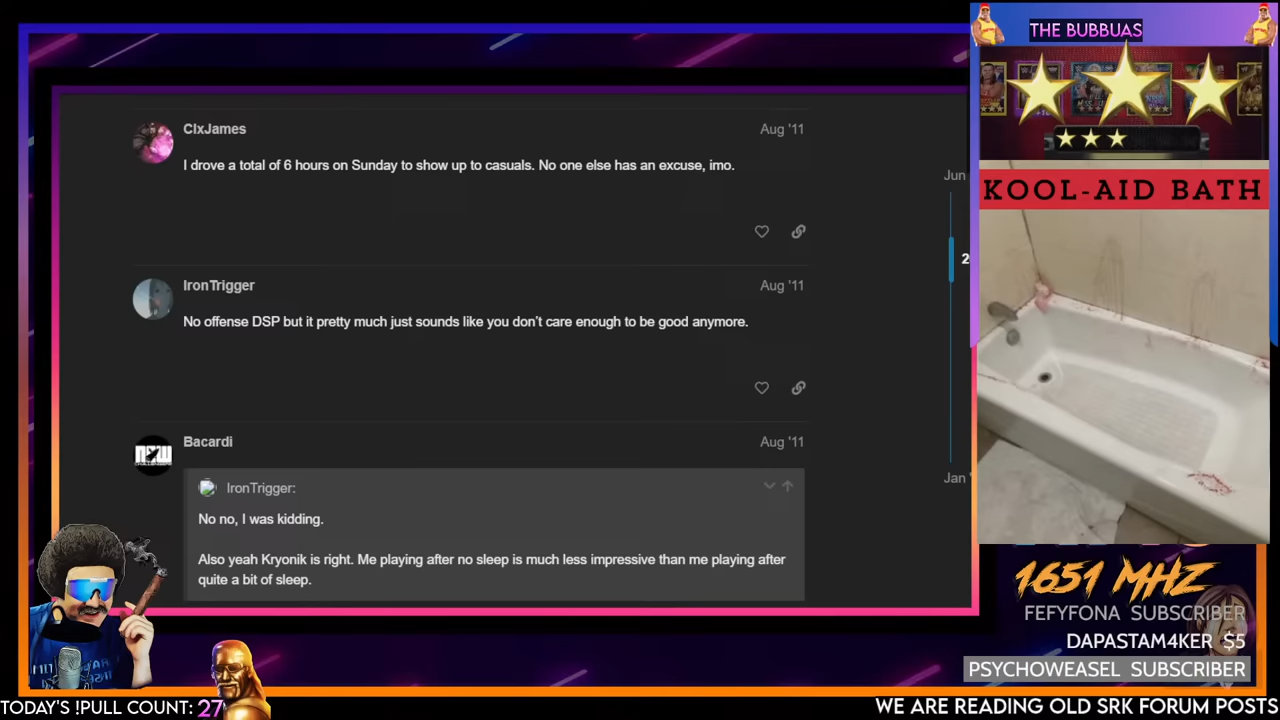 THE BUBBUAS
ClxJames
Aug '11
I drove a total of 6 hours on Sunday to show up to casuals. No one else has an excuse, imo.
Jun
KOOL-AID BATH
2
IronTrigger
Aug '11
No offense DSP but it pretty much just sounds like you don't care enough to be good anymore.
Bacardi
Aug '11
Jan
IronTrigger:
No no, I was kidding.
Also yeah Kryonik is right. Me playing after no sleep is much less impressive than me playing after
quite a bit of sleep.
1651 MHZ
FEFYFONA SUBSCRIBER
DAPASTAM4KER $5
PSYCHOWEASEL SUBSCRIBER
TODAY'S !PULL COUNT: 27
WE ARE READING OLD SRK FORUM POSTS